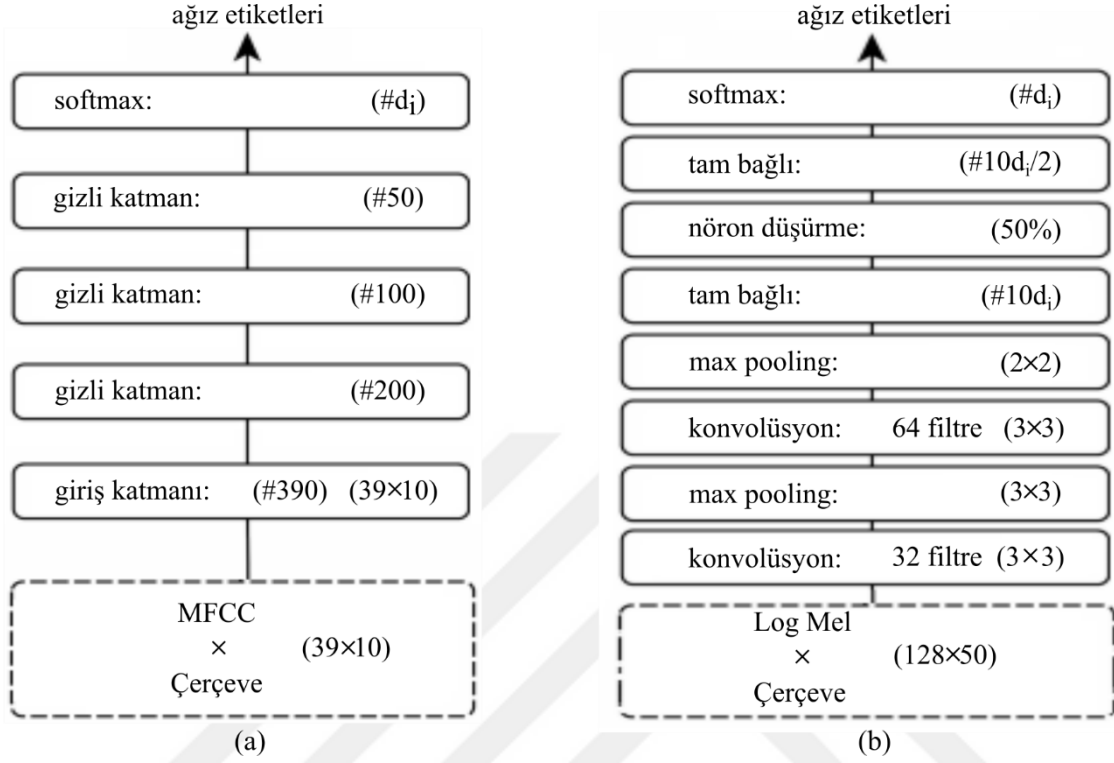 ağız etiketleri
softmax: (#di)
gizli katman: (#50)
gizli katman: (#100)
gizli katman: (#200)
giriş katmanı: (#390) (39×10)
MFCC
× (39×10)
Çerçeve
(a)
ağız etiketleri
softmax: (#di)
tam bağlı: (#10di/2)
nöron düşürme: (50%)
tam bağlı: (#10di)
max pooling: (2×2)
konvolüsyon: 64 filtre (3×3)
max pooling: (3×3)
konvolüsyon: 32 filtre (3×3)
Log Mel
× (128×50)
Çerçeve
(b)